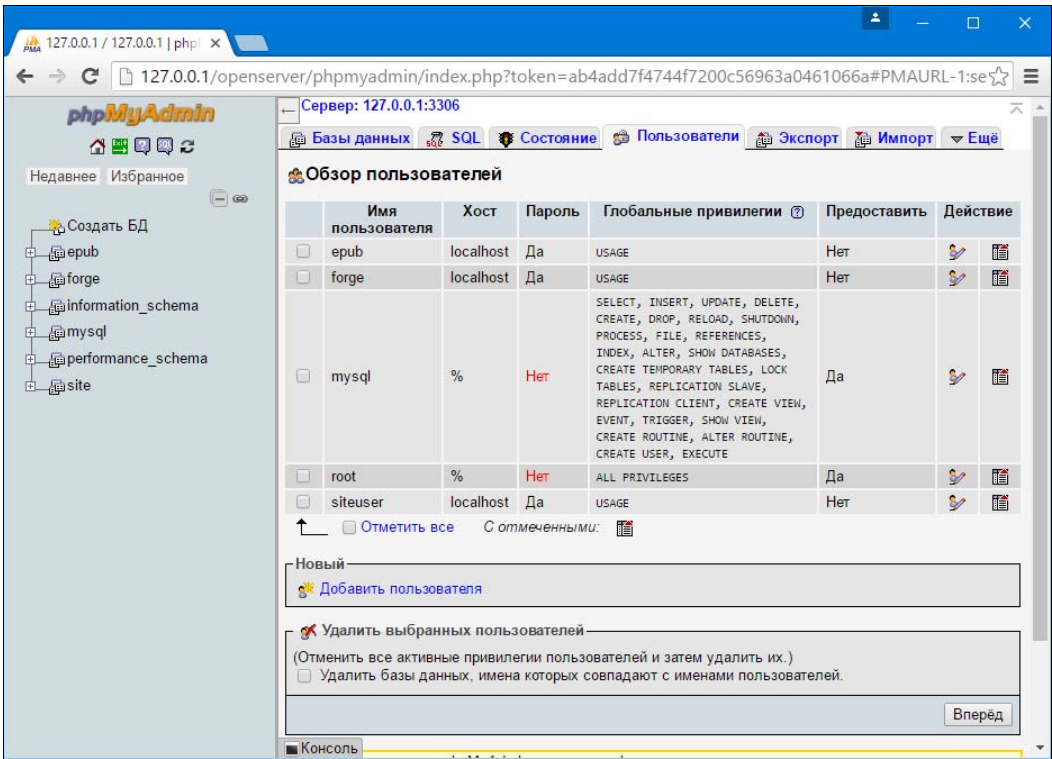 127.0.0.1 / 127.0.0.1 | php
127.0.0.1/openserver/phpmyadmin/index.php?token=ab4add7f4744f7200c56963a0461066a#PMAURL-1:se
phpMyAdmin
Недавнее Избранное
Создать БД
epub
forge
information_schema
mysql
performance_schema
site
Сервер: 127.0.0.1:3306
Базы данных SQL Состояние Пользователи Экспорт Импорт Ещё
Обзор пользователей
Имя пользователя Хост Пароль Глобальные привилегии Предоставить Действие
epub localhost Да USAGE Нет
forge localhost Да USAGE Нет
SELECT, INSERT, UPDATE, DELETE,
CREATE, DROP, RELOAD, SHUTDOWN,
PROCESS, FILE, REFERENCES,
INDEX, ALTER, SHOW DATABASES,
CREATE TEMPORARY TABLES, LOCK
mysql % Нет TABLES, REPLICATION SLAVE, Да
REPLICATION CLIENT, CREATE VIEW,
EVENT, TRIGGER, SHOW VIEW,
CREATE ROUTINE, ALTER ROUTINE,
CREATE USER, EXECUTE
root % Нет ALL PRIVILEGES Да
siteuser localhost Да USAGE Нет
Отметить все С отмеченными:
Новый
Добавить пользователя
Удалить выбранных пользователей
(Отменить все активные привилегии пользователей и затем удалить их.)
Удалить базы данных, имена которых совпадают с именами пользователей.
Вперёд
Консоль